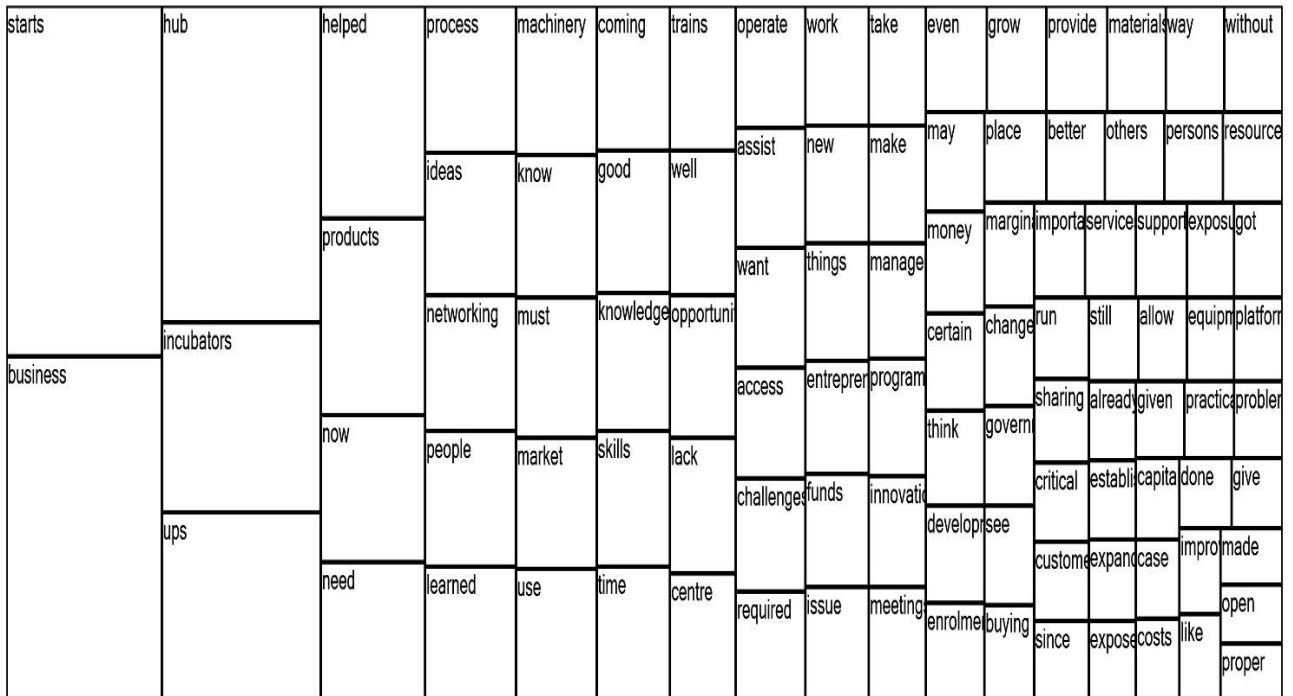 starts
business
hub
incubators
ups
helped
products
now
need
process
ideas
networking
people
learned
machinery
know
must
market
use
coming
good
knowledge
skills
time
trains
well
opportuni
lack
centre
operate
assist
want
access
challenges
required
work
new
things
entreprer
funds
issue
take
make
manage
program
innovatic
meeting
even
may
money
certain
think
develop
enrolme
grow
place
margin
change
govern
see
buying
provide
better
materials
others
way
persons
without
resource
importa
service
support
exposu
got
run
still
allow
equipm
platforr
sharing
already
given
practica
probler
critical
establi
capita
done
give
custome
expand
case
improv
made
open
since
expose
costs
like
proper